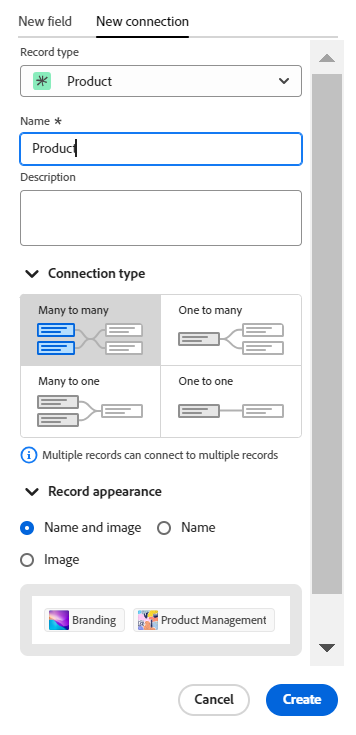 New field New connection
Record type
Product
Name *
Product
Description
Connection type
Many to many One to many
Many to one One to one
Multiple records can connect to multiple records
Record appearance
Name and image Name
Image
Branding Product Management
Cancel Create